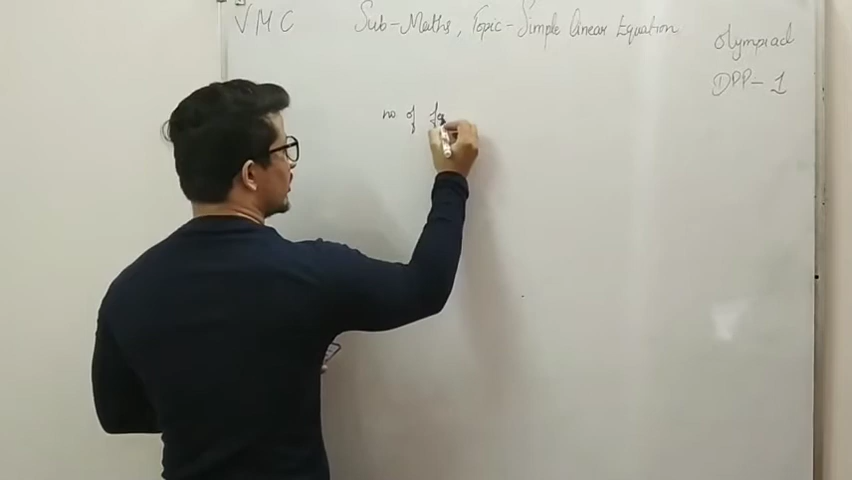 VMC Sub-Maths, Topic-Simple linear Equation
Olympiad
DPP-1
no of